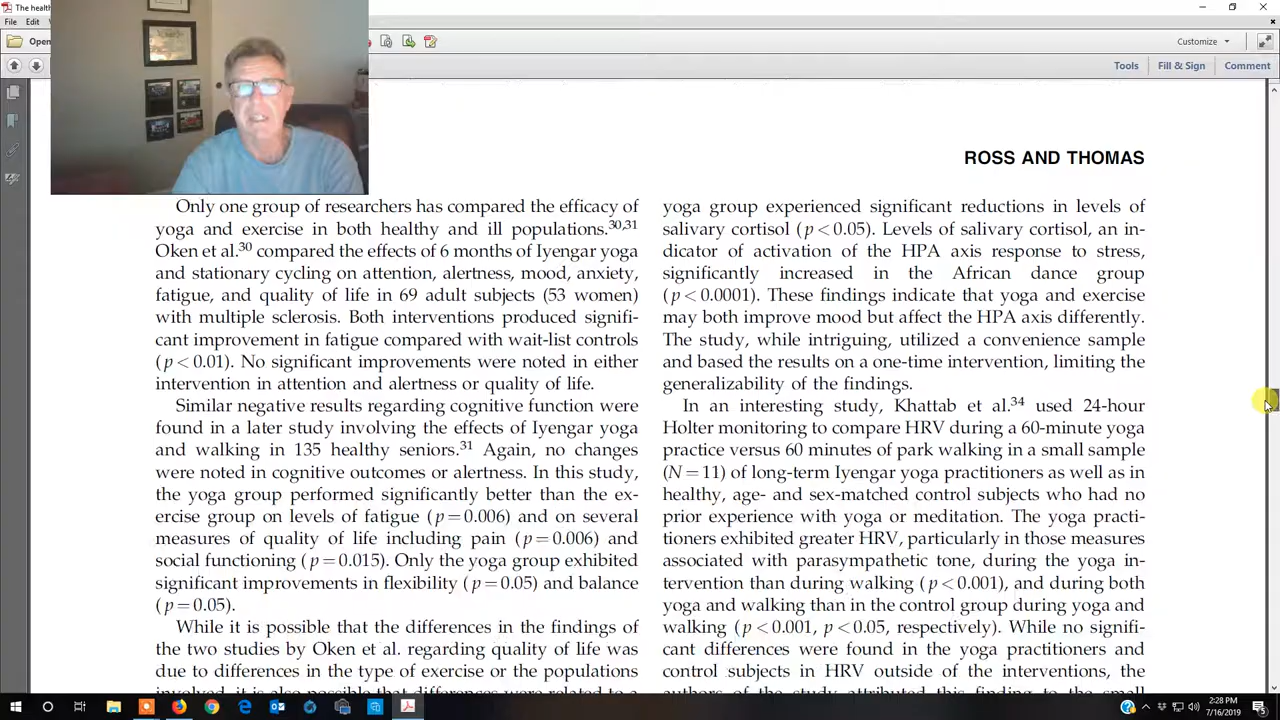 The healt
File Edit
Open
Customize
Tools Fill & Sign Comment
ROSS AND THOMAS
Only one group of researchers has compared the efficacy of
yoga and exercise in both healthy and ill populations.30,31
Oken et al.30 compared the effects of 6 months of Iyengar yoga
and stationary cycling on attention, alertness, mood, anxiety,
fatigue, and quality of life in 69 adult subjects (53 women)
with multiple sclerosis. Both interventions produced signifi-
cant improvement in fatigue compared with wait-list controls
(p < 0.01). No significant improvements were noted in either
intervention in attention and alertness or quality of life.
Similar negative results regarding cognitive function were
found in a later study involving the effects of Iyengar yoga
and walking in 135 healthy seniors.31 Again, no changes
were noted in cognitive outcomes or alertness. In this study,
the yoga group performed significantly better than the ex-
ercise group on levels of fatigue (p = 0.006) and on several
measures of quality of life including pain (p = 0.006) and
social functioning (p = 0.015). Only the yoga group exhibited
significant improvements in flexibility (p = 0.05) and balance
(p = 0.05).
While it is possible that the differences in the findings of
the two studies by Oken et al. regarding quality of life was
due to differences in the type of exercise or the populations
involved, it is also possible that differences were related to a
yoga group experienced significant reductions in levels of
salivary cortisol (p < 0.05). Levels of salivary cortisol, an in-
dicator of activation of the HPA axis response to stress,
significantly increased in the African dance group
(p < 0.0001). These findings indicate that yoga and exercise
may both improve mood but affect the HPA axis differently.
The study, while intriguing, utilized a convenience sample
and based the results on a one-time intervention, limiting the
generalizability of the findings.
In an interesting study, Khattab et al.34 used 24-hour
Holter monitoring to compare HRV during a 60-minute yoga
practice versus 60 minutes of park walking in a small sample
(N = 11) of long-term Iyengar yoga practitioners as well as in
healthy, age- and sex-matched control subjects who had no
prior experience with yoga or meditation. The yoga practi-
tioners exhibited greater HRV, particularly in those measures
associated with parasympathetic tone, during the yoga in-
tervention than during walking (p < 0.001), and during both
yoga and walking than in the control group during yoga and
walking (p < 0.001, p < 0.05, respectively). While no signifi-
cant differences were found in the yoga practitioners and
control subjects in HRV outside of the interventions, the
authors of the study attributed this finding to the small
2:28 PM
7/16/2019